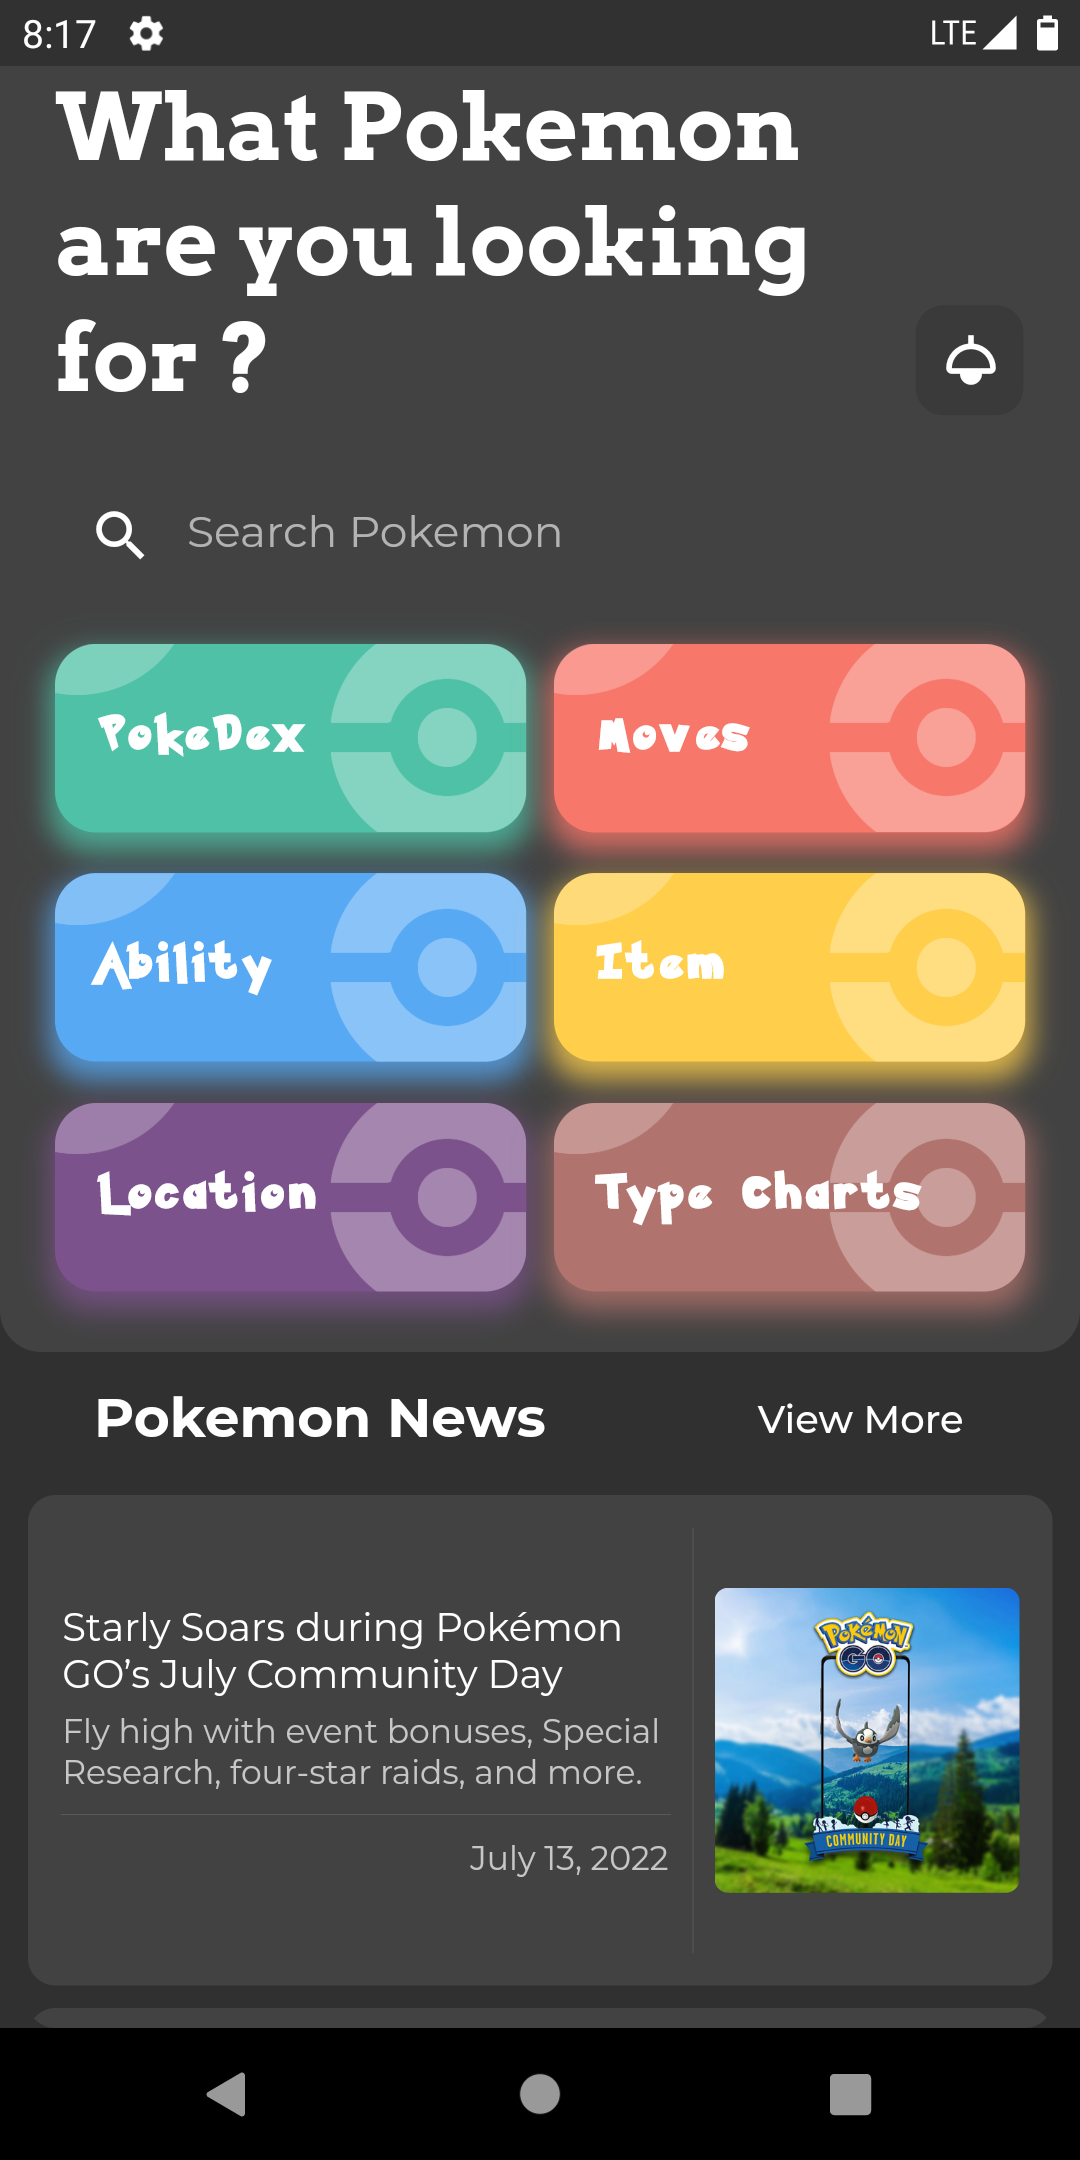 8:17
LTE
What Pokemon
are you looking
for ?
Search Pokemon
PokeDex
Moves
Ability
Item
Location
Type Charts
Pokemon News
View More
Starly Soars during Pokémon
GO’s July Community Day
Fly high with event bonuses, Special
Research, four-star raids, and more.
July 13, 2022
POKÉMON
GO
COMMUNITY DAY